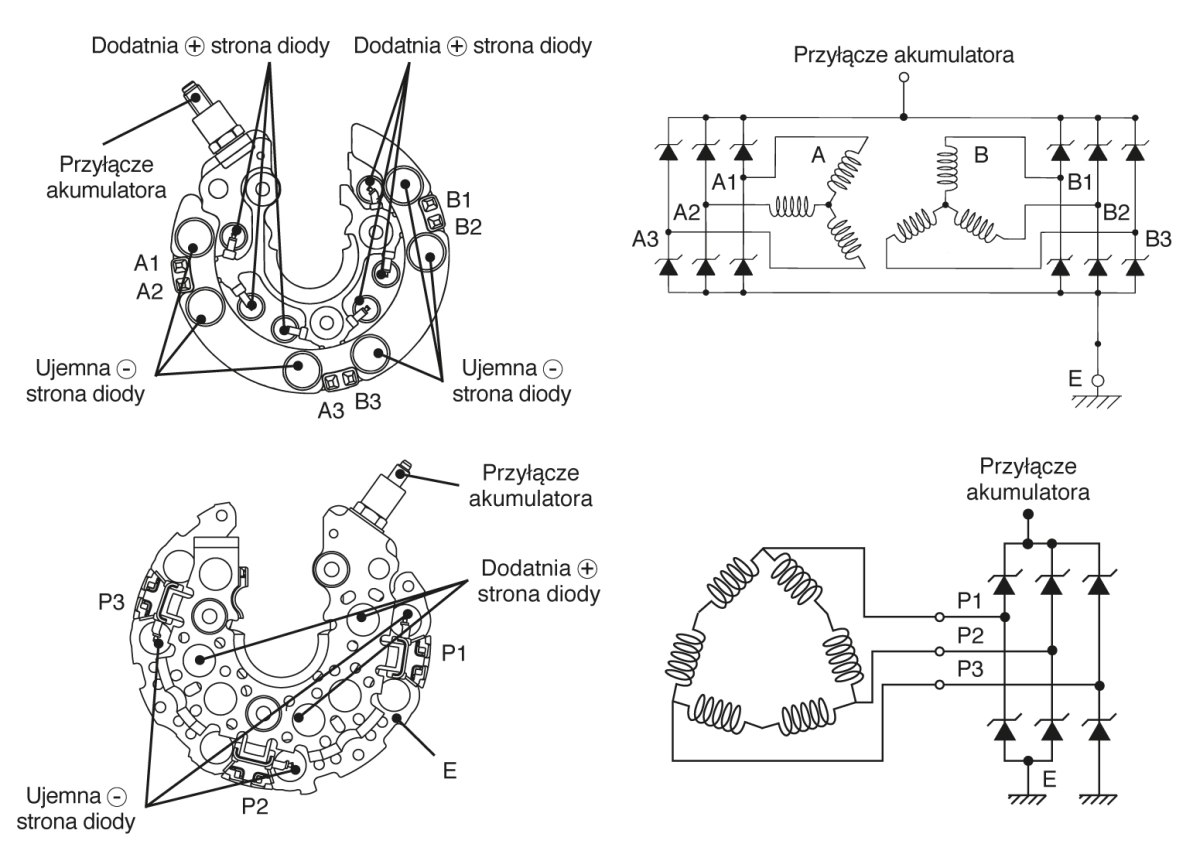 Dodatnia ⊕ strona diody
Dodatnia ⊕ strona diody
Przyłącze
akumulatora
B1
B2
A1
A2
Ujemna ⊖
strona diody
Ujemna ⊖
strona diody
A3
B3
Przyłącze akumulatora
A
B
A1
B1
A2
B2
A3
B3
E
Przyłącze
akumulatora
Dodatnia ⊕
strona diody
P3
P1
E
Ujemna ⊖
strona diody
P2
Przyłącze
akumulatora
P1
P2
P3
E